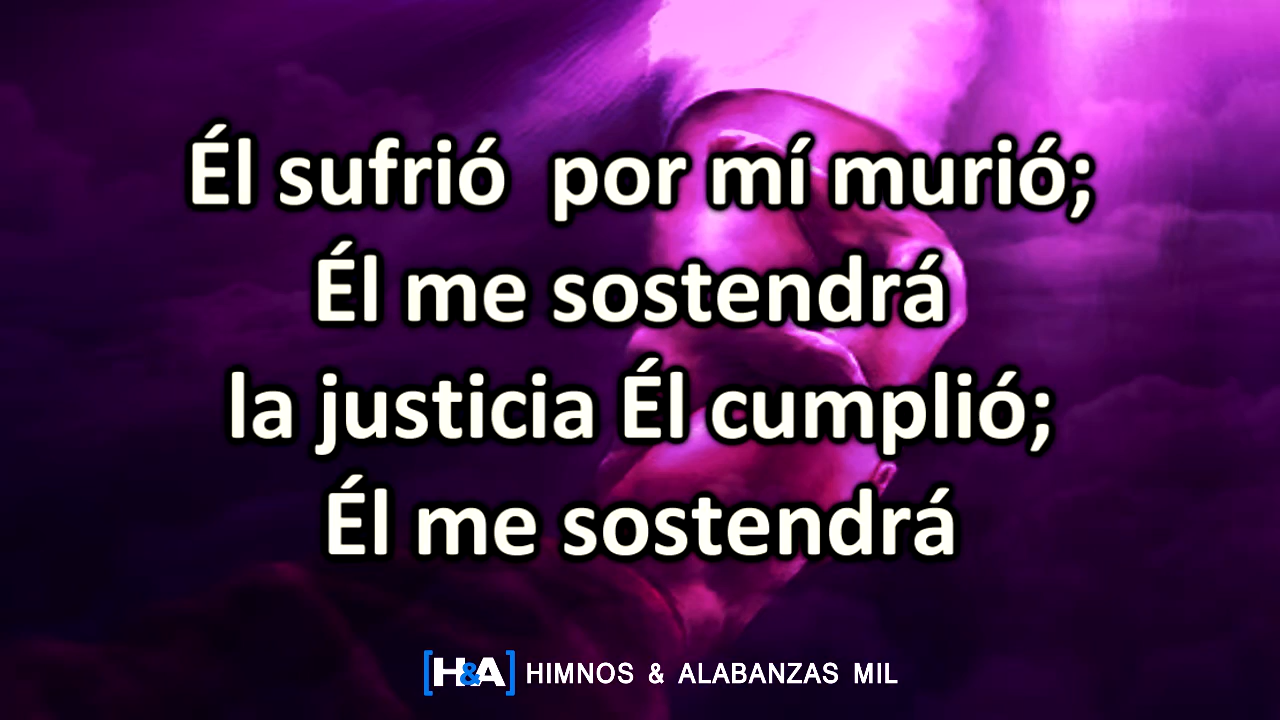 Él sufrió  por mí murió;
Él me sostendrá
la justicia Él cumplió;
Él me sostendrá
[H&A] HIMNOS & ALABANZAS MIL